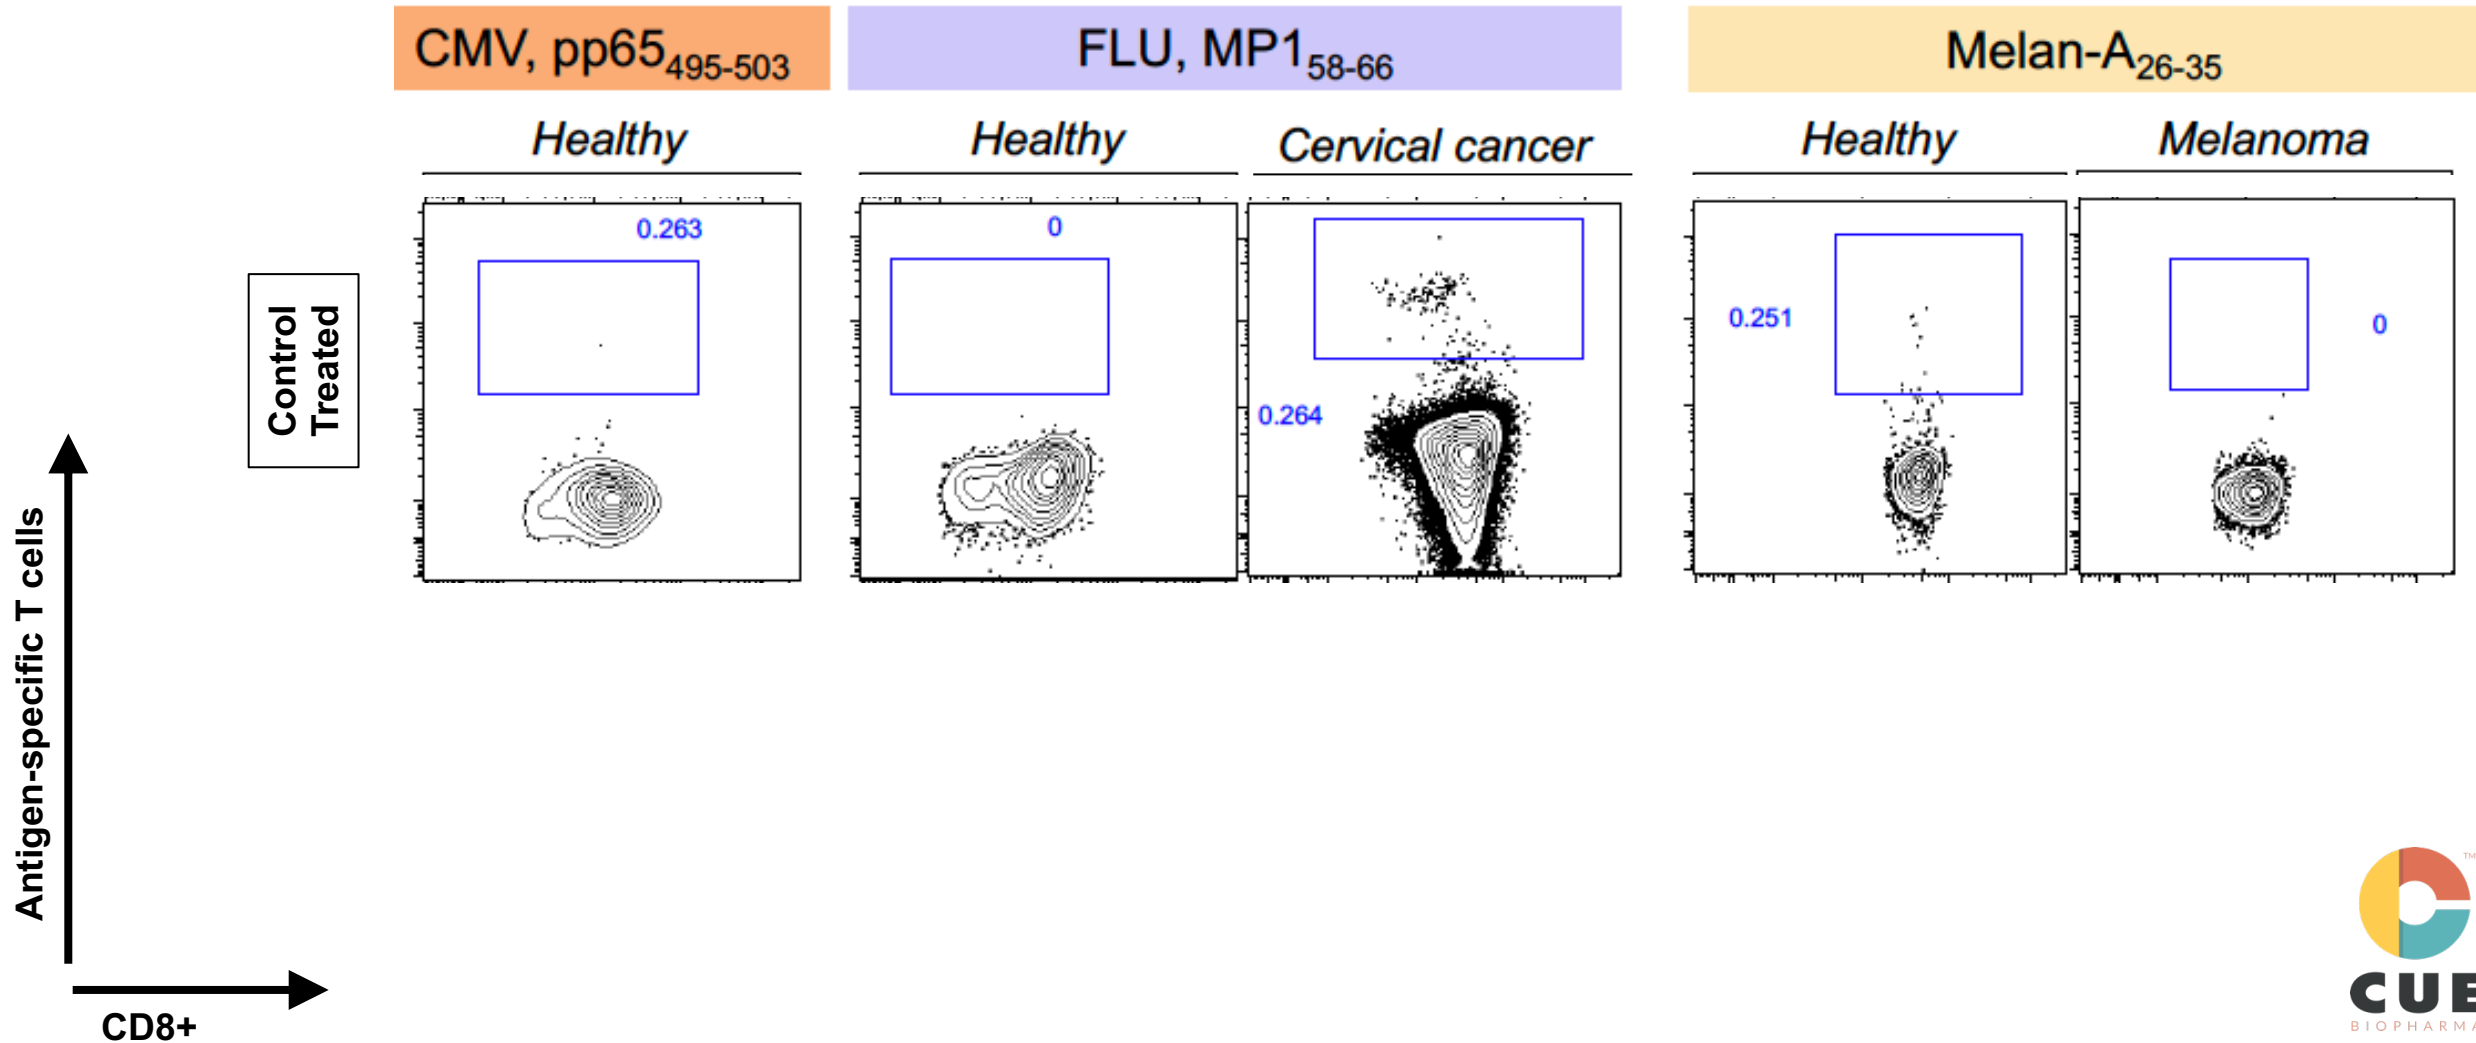 CMV, pp65495-503
FLU, MP158-66
Melan-A26-35
Healthy
Healthy
Cervical cancer
Healthy
Melanoma
Control
Treated
0.263
0
0.264
0.251
0
Antigen-specific T cells
CD8+
TM
CUE
BIOPHARMA